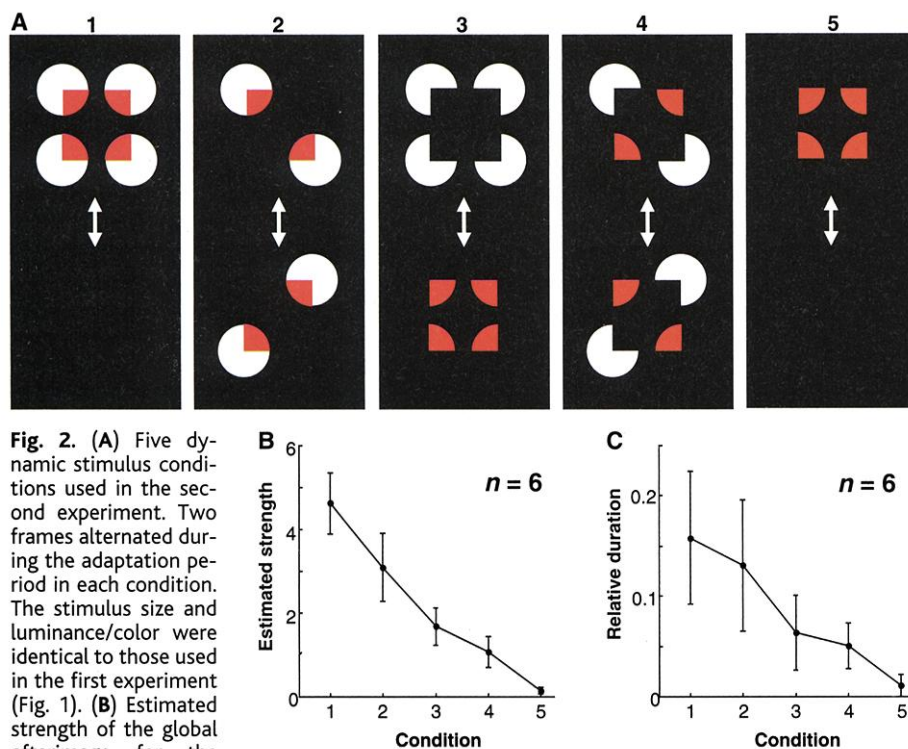 A
1 2 3 4 5
Fig. 2. (A) Five dy-
namic stimulus condi-
tions used in the sec-
ond experiment. Two
frames alternated dur-
ing the adaptation pe-
riod in each condition.
The stimulus size and
luminance/color were
identical to those used
in the first experiment
(Fig. 1). (B) Estimated
strength of the global
B
n = 6
Estimated strength
6
4
2
0
1 2 3 4 5
Condition
C
n = 6
Relative duration
0.2
0.1
0
1 2 3 4 5
Condition